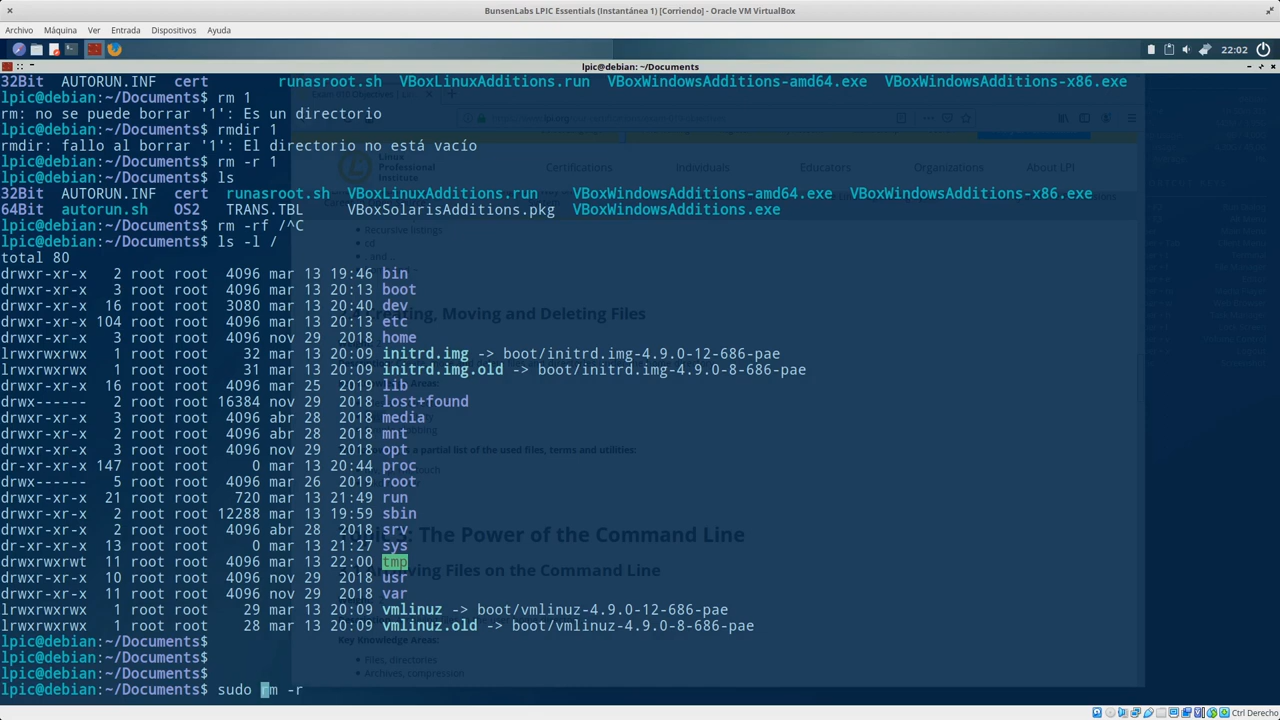 BunsenLabs LPIC Essentials (Instantánea 1) [Corriendo] - Oracle VM VirtualBox
Archivo Máquina Ver Entrada Dispositivos Ayuda
22:02
lpic@debian: ~/Documents
32Bit AUTORUN.INF cert runasroot.sh VBoxLinuxAdditions.run VBoxWindowsAdditions-amd64.exe VBoxWindowsAdditions-x86.exe
lpic@debian:~/Documents$ rm 1
rm: no se puede borrar '1': Es un directorio
lpic@debian:~/Documents$ rmdir 1
rmdir: fallo al borrar '1': El directorio no está vacío
lpic@debian:~/Documents$ rm -r 1
lpic@debian:~/Documents$ ls
32Bit AUTORUN.INF cert runasroot.sh VBoxLinuxAdditions.run VBoxWindowsAdditions-amd64.exe VBoxWindowsAdditions-x86.exe
64Bit autorun.sh OS2 TRANS.TBL VBoxSolarisAdditions.pkg VBoxWindowsAdditions.exe
lpic@debian:~/Documents$ rm -rf /^C
lpic@debian:~/Documents$ ls -l /
total 80
drwxr-xr-x 2 root root 4096 mar 13 19:46 bin
drwxr-xr-x 3 root root 4096 mar 13 20:13 boot
drwxr-xr-x 16 root root 3080 mar 13 20:40 dev
drwxr-xr-x 104 root root 4096 mar 13 20:13 etc
drwxr-xr-x 3 root root 4096 nov 29 2018 home
lrwxrwxrwx 1 root root 32 mar 13 20:09 initrd.img -> boot/initrd.img-4.9.0-12-686-pae
lrwxrwxrwx 1 root root 31 mar 13 20:09 initrd.img.old -> boot/initrd.img-4.9.0-8-686-pae
drwxr-xr-x 16 root root 4096 mar 25 2019 lib
drwx------ 2 root root 16384 nov 29 2018 lost+found
drwxr-xr-x 3 root root 4096 abr 28 2018 media
drwxr-xr-x 2 root root 4096 abr 28 2018 mnt
drwxr-xr-x 3 root root 4096 nov 29 2018 opt
dr-xr-xr-x 147 root root 0 mar 13 20:44 proc
drwx------ 5 root root 4096 mar 26 2019 root
drwxr-xr-x 21 root root 720 mar 13 21:49 run
drwxr-xr-x 2 root root 12288 mar 13 19:59 sbin
drwxr-xr-x 2 root root 4096 abr 28 2018 srv
dr-xr-xr-x 13 root root 0 mar 13 21:27 sys
drwxrwxrwt 11 root root 4096 mar 13 22:00 tmp
drwxr-xr-x 10 root root 4096 nov 29 2018 usr
drwxr-xr-x 11 root root 4096 nov 29 2018 var
lrwxrwxrwx 1 root root 29 mar 13 20:09 vmlinuz -> boot/vmlinuz-4.9.0-12-686-pae
lrwxrwxrwx 1 root root 28 mar 13 20:09 vmlinuz.old -> boot/vmlinuz-4.9.0-8-686-pae
lpic@debian:~/Documents$
lpic@debian:~/Documents$
lpic@debian:~/Documents$
lpic@debian:~/Documents$ sudo rm -r
Linux
Professional
Institute
Certifications Individuals Educators Organizations About LPI
Recursive listings
cd
. and ..
Creating, Moving and Deleting Files
a partial list of the used files, terms and utilities:
: The Power of the Command Line
Files on the Command Line
Key Knowledge Areas:
Files, directories
Archives, compression
Ctrl Derecho